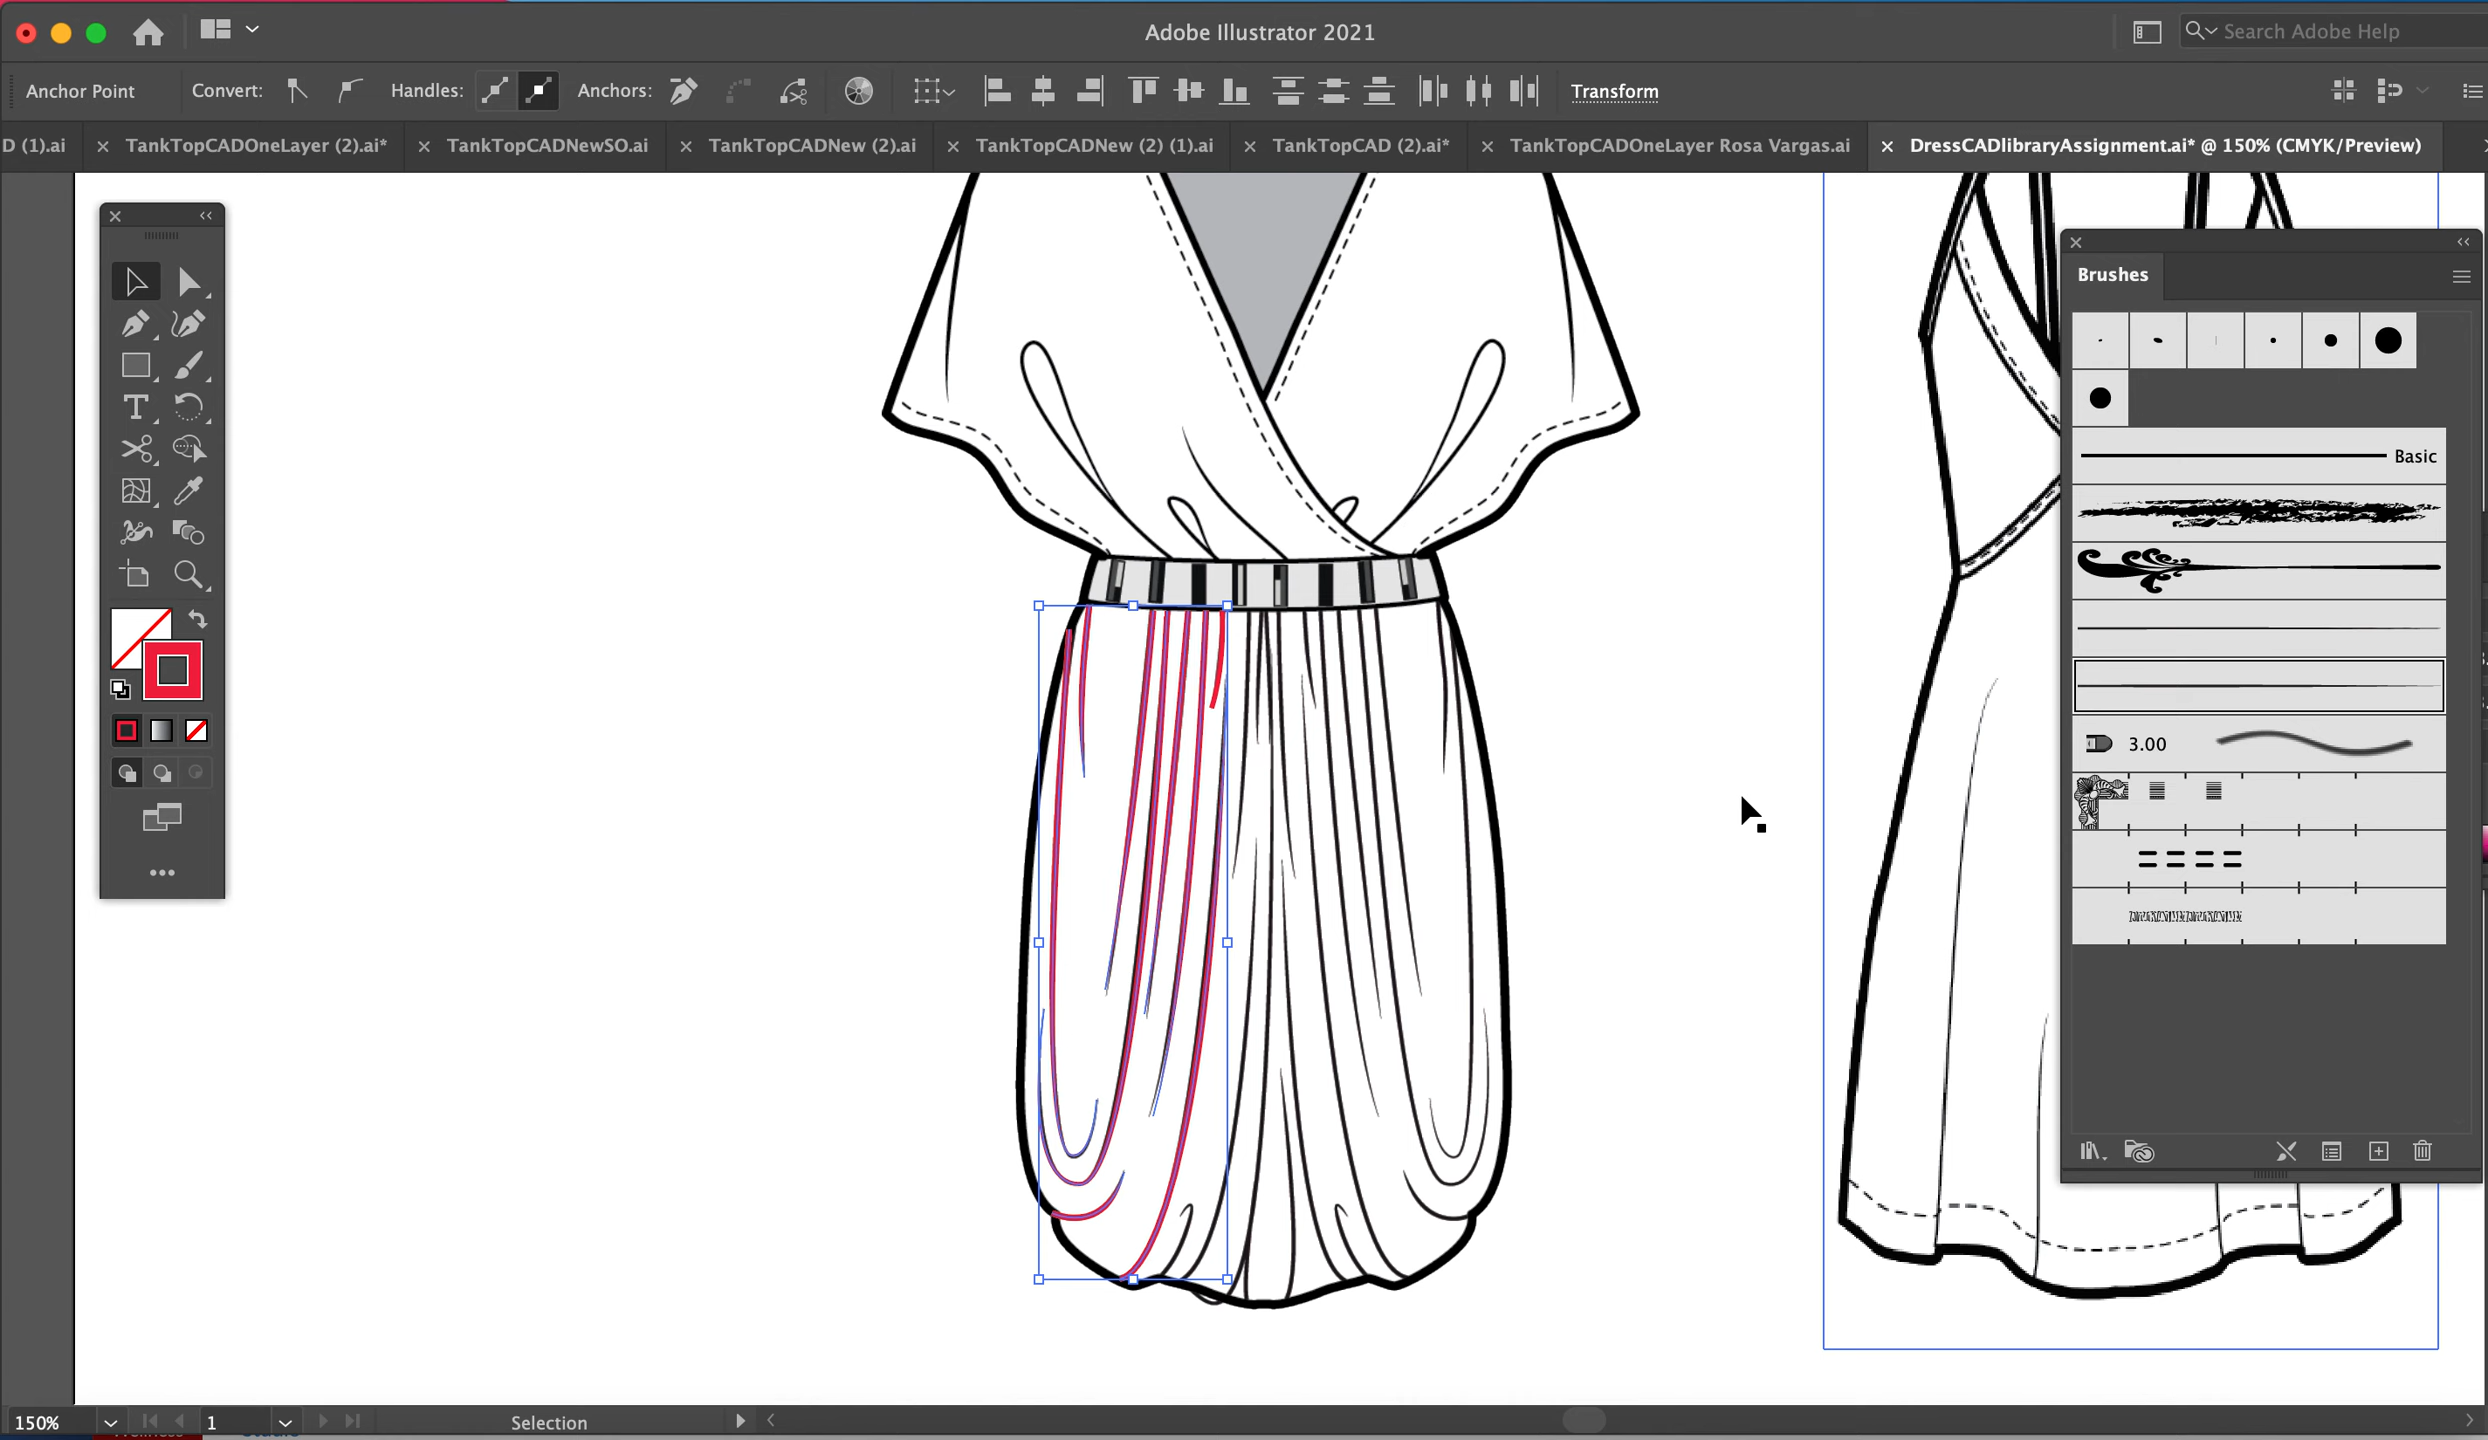 Adobe Illustrator 2021
Search Adobe Help
Anchor Point
Convert:
Handles:
Anchors:
Transform
D (1).ai
TankTopCADOneLayer (2).ai*
TankTopCADNewSO.ai
TankTopCADNew (2).ai
TankTopCADNew (2) (1).ai
TankTopCAD (2).ai*
TankTopCADOneLayer Rosa Vargas.ai
DressCADlibraryAssignment.ai* @ 150% (CMYK/Preview)
Brushes
Basic
3.00
150%
1
Selection